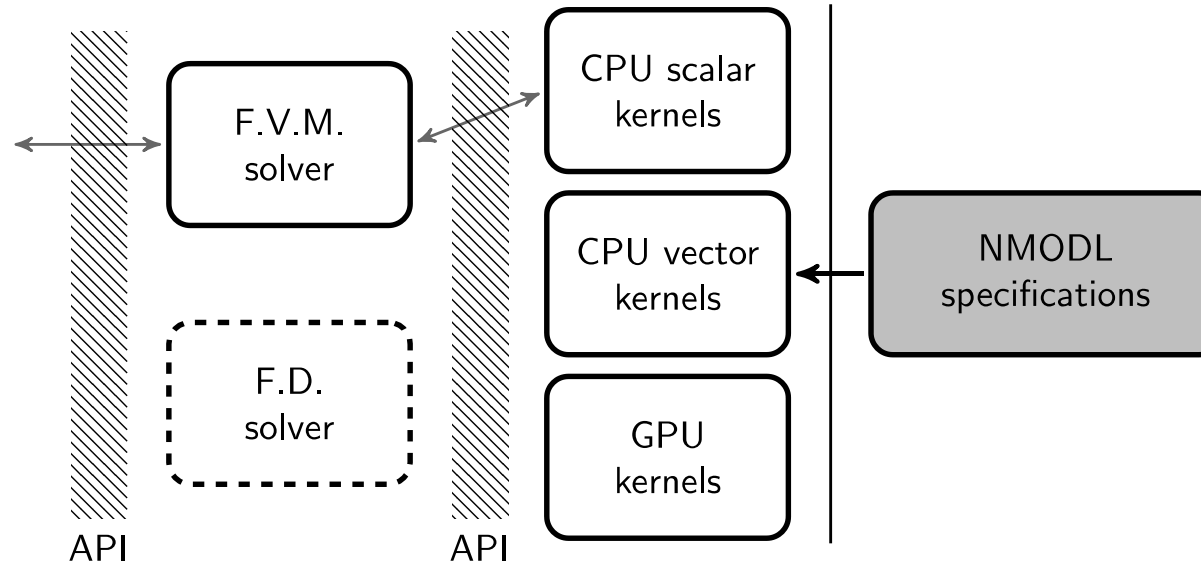 F.V.M.
solver
F.D.
solver
API
API
CPU scalar
kernels
CPU vector
kernels
GPU
kernels
NMODL
specifications